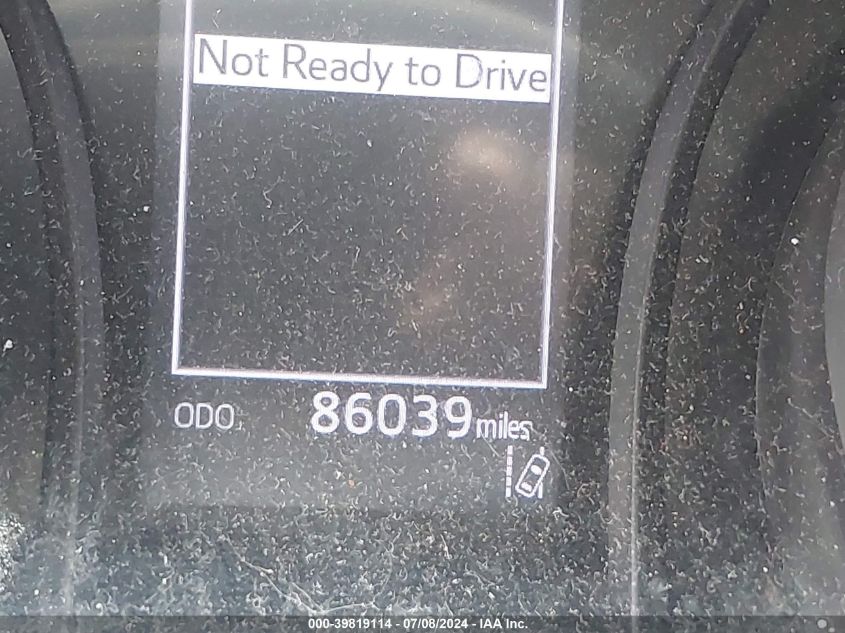 Not Ready to Drive
ODO 86039 miles
000-39819114 - 07/08/2024 - IAA Inc.